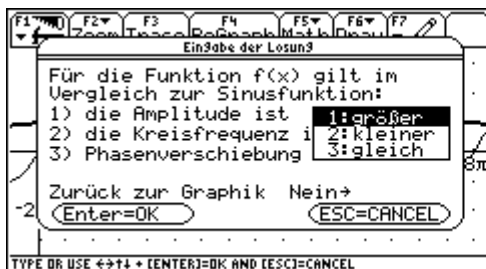 F1 F2▾ F3 F4 F5▾ F6▾ F7
Zoom Trace ReGraph Math Draw
Eingabe der Losung
Für die Funktion f(x) gilt im
Vergleich zur Sinusfunktion:
1) die Amplitude ist 1:größer
2) die Kreisfrequenz i 2:kleiner
3) Phasenverschiebung 3:gleich
8π
Zurück zur Graphik Nein→
-2
Enter=OK ESC=CANCEL
TYPE OR USE ←→↑↓ + [ENTER]=OK AND [ESC]=CANCEL